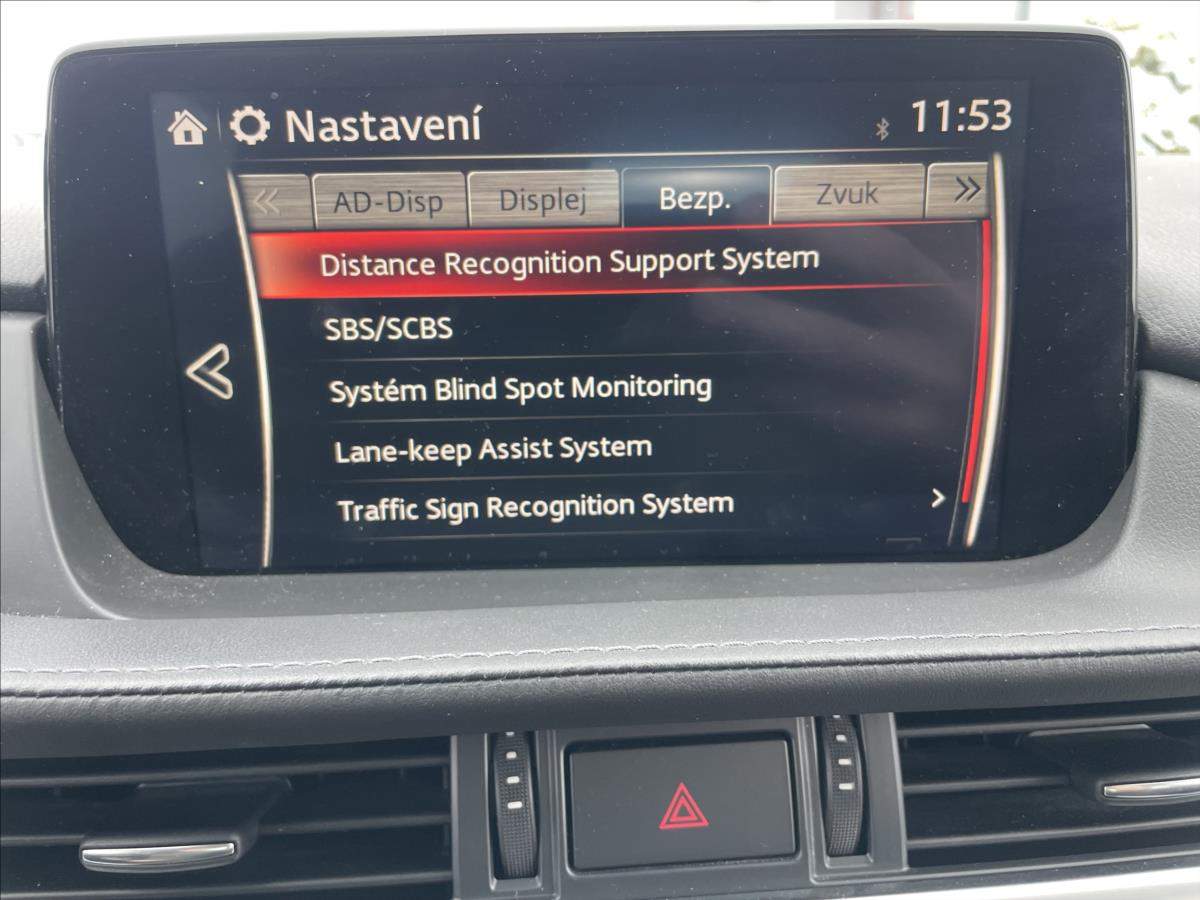 Nastavení 11:53
AD-Disp Displej Bezp. Zvuk
Distance Recognition Support System
SBS/SCBS
Systém Blind Spot Monitoring
Lane-keep Assist System
Traffic Sign Recognition System